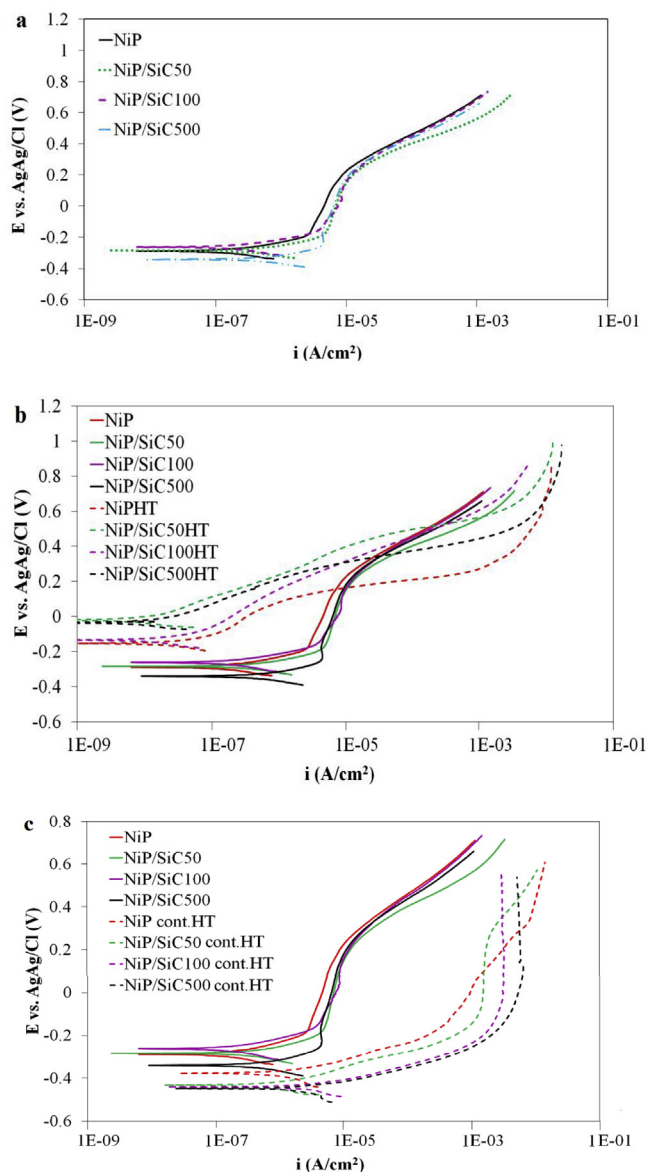 a
1.2
1
0.8
0.6
0.4
0.2
0
-0.2
-0.4
-0.6
E vs. AgAg/Cl (V)
NiP
NiP/SiC50
NiP/SiC100
NiP/SiC500
1E-09 1E-07 1E-05 1E-03 1E-01
i (A/cm²)
b
1.2
1
0.8
0.6
0.4
0.2
0
-0.2
-0.4
-0.6
E vs. AgAg/Cl (V)
NiP
NiP/SiC50
NiP/SiC100
NiP/SiC500
NiPHT
NiP/SiC50HT
NiP/SiC100HT
NiP/SiC500HT
1E-09 1E-07 1E-05 1E-03 1E-01
i (A/cm²)
c
0.8
0.6
0.4
0.2
0
-0.2
-0.4
-0.6
E vs. AgAg/Cl (V)
NiP
NiP/SiC50
NiP/SiC100
NiP/SiC500
NiP cont.HT
NiP/SiC50 cont.HT
NiP/SiC100 cont.HT
NiP/SiC500 cont.HT
1E-09 1E-07 1E-05 1E-03 1E-01
i (A/cm²)